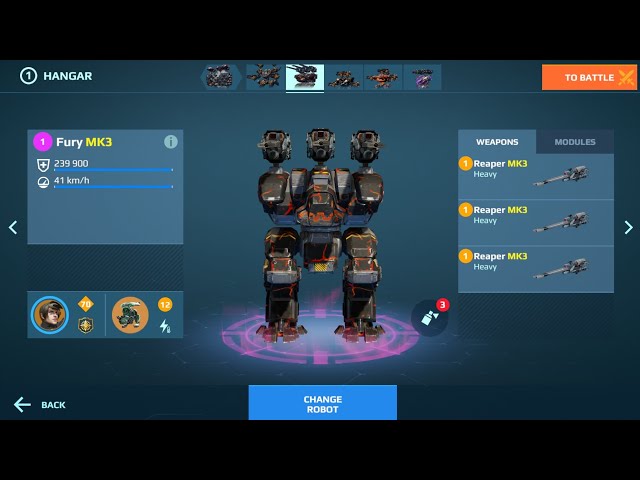 1 HANGAR
TO BATTLE
1 Fury MK3 i
239 900
41 km/h
WEAPONS MODULES
1 Reaper MK3
Heavy
1 Reaper MK3
Heavy
1 Reaper MK3
Heavy
70 12
3
BACK
CHANGE
ROBOT